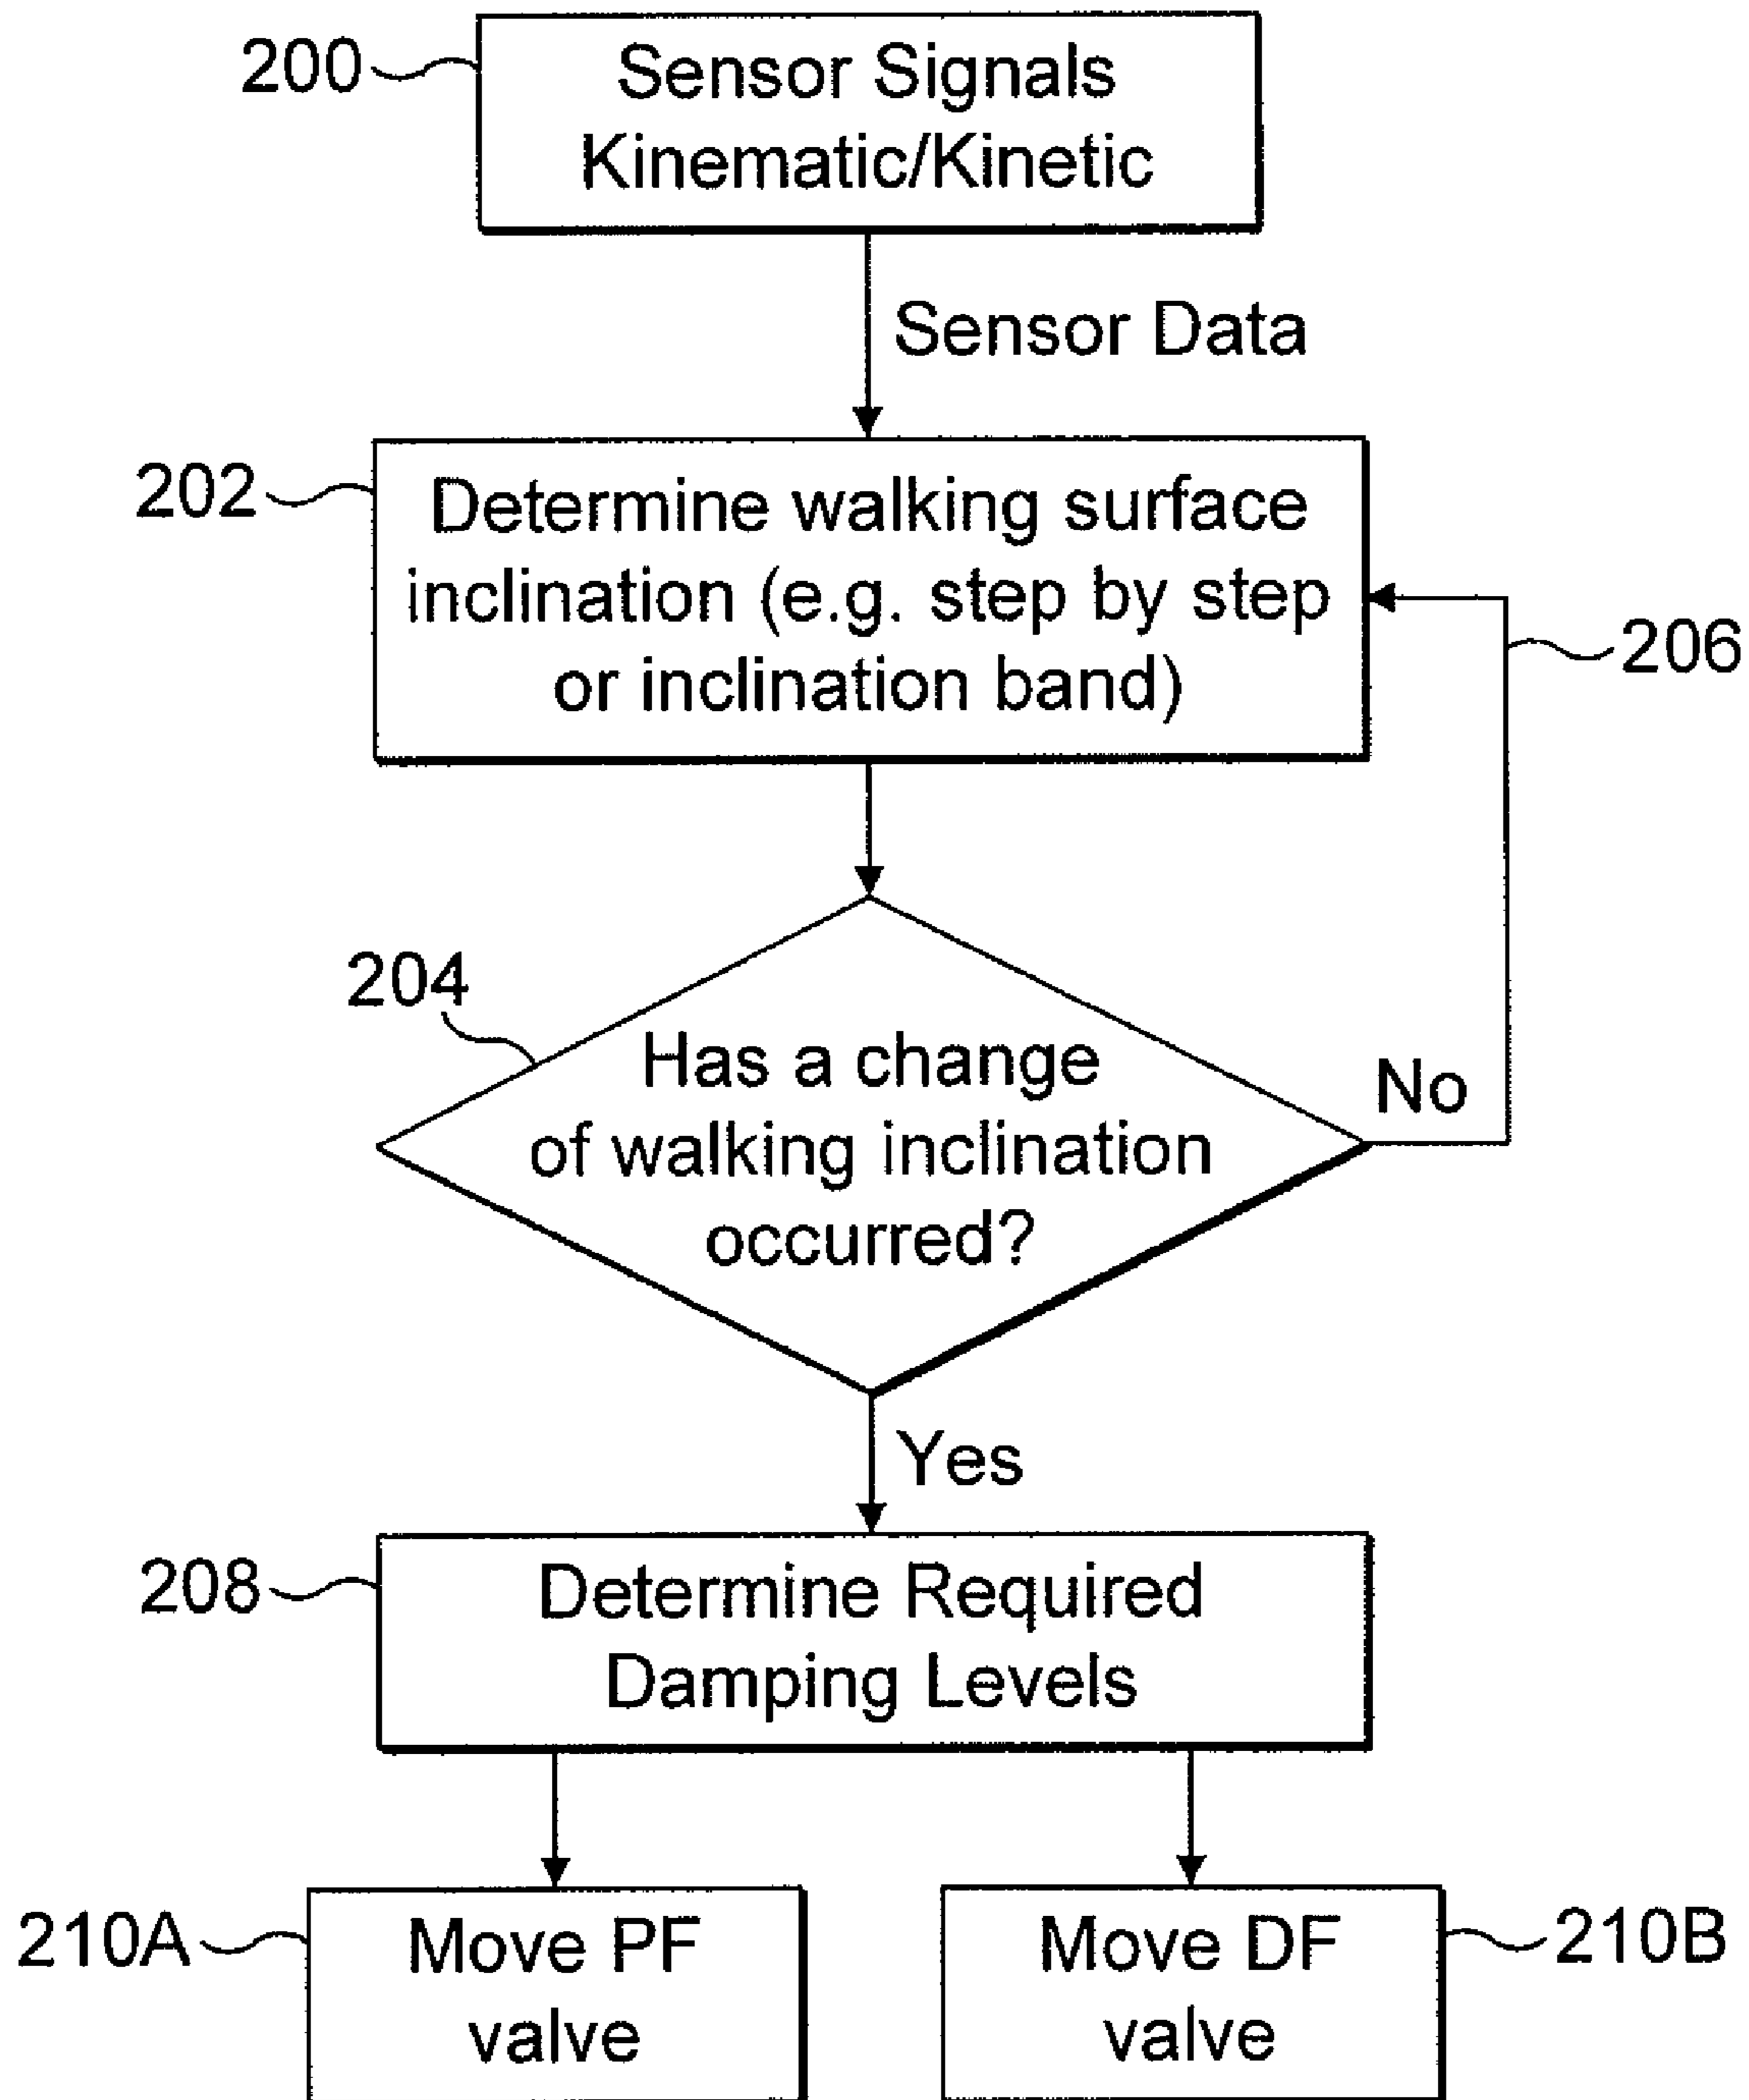 200
Sensor Signals
Kinematic/Kinetic
Sensor Data
202
Determine walking surface
inclination (e.g. step by step
or inclination band)
206
204
Has a change
of walking inclination
occurred?
No
Yes
208
Determine Required
Damping Levels
210A
Move PF
valve
Move DF
valve
210B